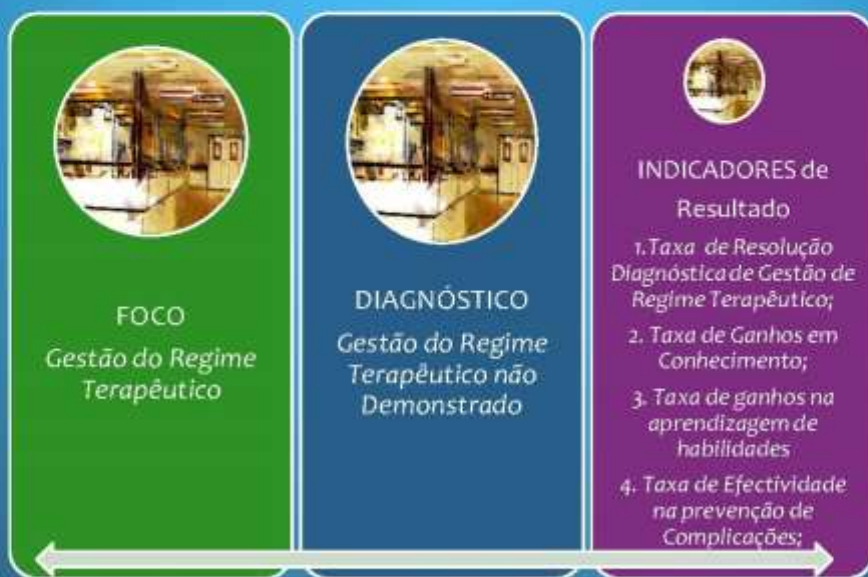 FOCO
Gestão do Regime
Terapêutico
DIAGNÓSTICO
Gestão do Regime
Terapêutico não
Demonstrado
INDICADORES de
Resultado
1.Taxa de Resolução
Diagnóstica de Gestão de
Regime Terapêutico;
2. Taxa de Ganhos em
Conhecimento;
3. Taxa de ganhos na
aprendizagem de
habilidades
4. Taxa de Efectividade
na prevenção de
Complicações;